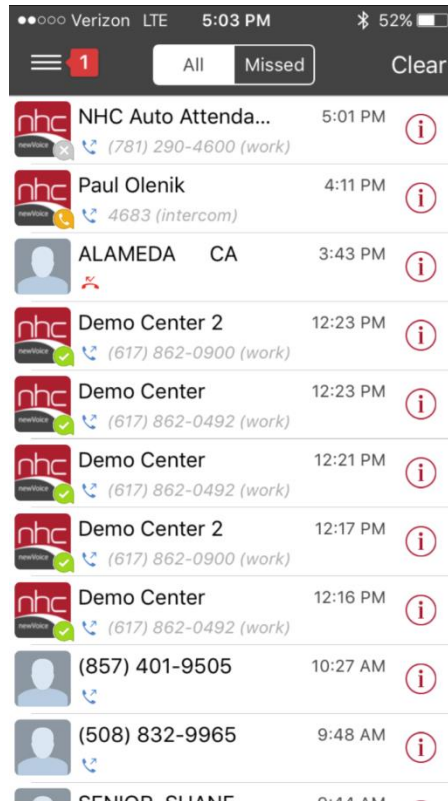 Verizon LTE 5:03 PM 52%
1 All Missed Clear
nhc newVoice NHC Auto Attenda... 5:01 PM i
(781) 290-4600 (work)
nhc newVoice Paul Olenik 4:11 PM i
4683 (intercom)
ALAMEDA CA 3:43 PM i
nhc newVoice Demo Center 2 12:23 PM i
(617) 862-0900 (work)
nhc newVoice Demo Center 12:23 PM i
(617) 862-0492 (work)
nhc newVoice Demo Center 12:21 PM i
(617) 862-0492 (work)
nhc newVoice Demo Center 2 12:17 PM i
(617) 862-0900 (work)
nhc newVoice Demo Center 12:16 PM i
(617) 862-0492 (work)
(857) 401-9505 10:27 AM i
(508) 832-9965 9:48 AM i